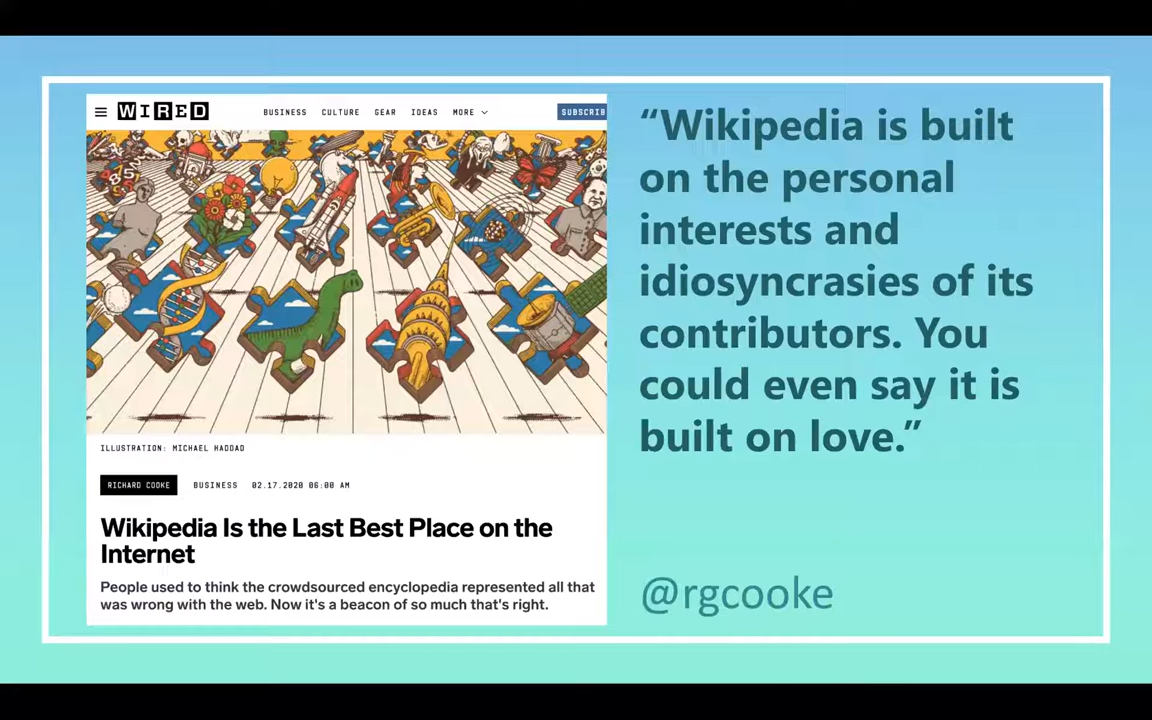 WIRED
BUSINESS CULTURE GEAR IDEAS MORE
SUBSCRIB
ILLUSTRATION: MICHAEL HADDAD
RICHARD COOKE BUSINESS 02.17.2020 06:00 AM
Wikipedia Is the Last Best Place on the
Internet
People used to think the crowdsourced encyclopedia represented all that
was wrong with the web. Now it's a beacon of so much that's right.
“Wikipedia is built
on the personal
interests and
idiosyncrasies of its
contributors. You
could even say it is
built on love.”
@rgcooke